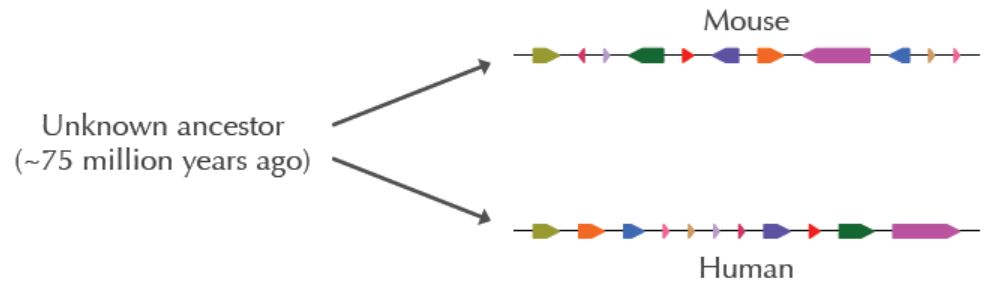 Mouse
Unknown ancestor
(~75 million years ago)
Human